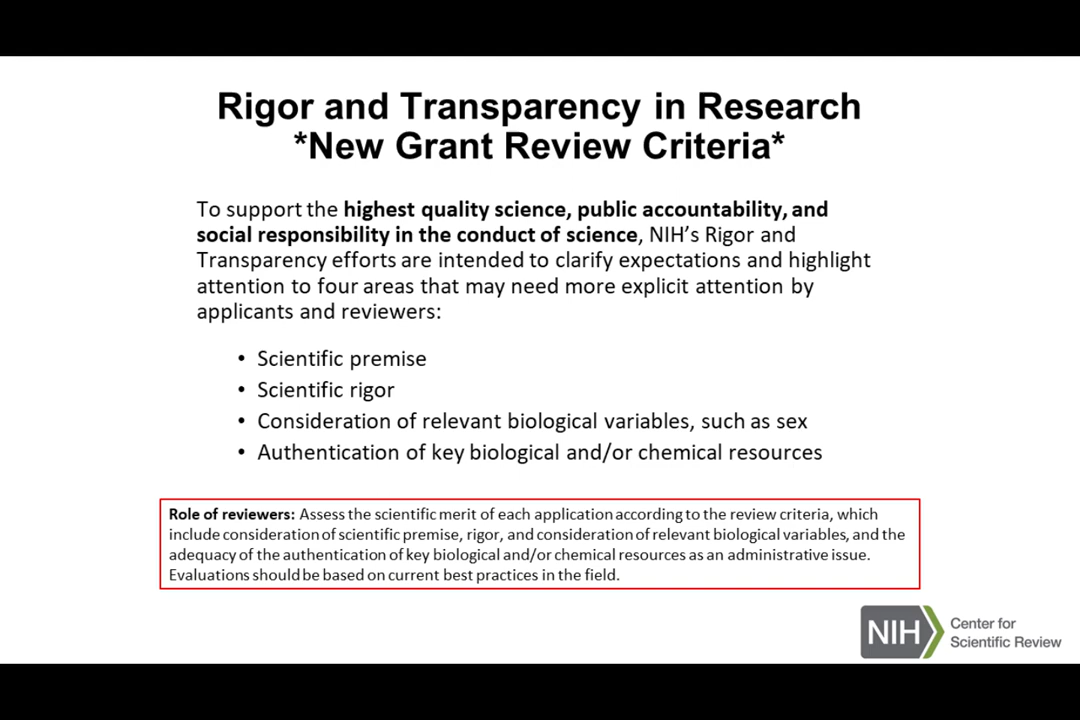 Rigor and Transparency in Research
*New Grant Review Criteria*
To support the highest quality science, public accountability, and
social responsibility in the conduct of science, NIH's Rigor and
Transparency efforts are intended to clarify expectations and highlight
attention to four areas that may need more explicit attention by
applicants and reviewers:
• Scientific premise
• Scientific rigor
• Consideration of relevant biological variables, such as sex
• Authentication of key biological and/or chemical resources
Role of reviewers: Assess the scientific merit of each application according to the review criteria, which
include consideration of scientific premise, rigor, and consideration of relevant biological variables, and the
adequacy of the authentication of key biological and/or chemical resources as an administrative issue.
Evaluations should be based on current best practices in the field.
NIH
Center for
Scientific Review